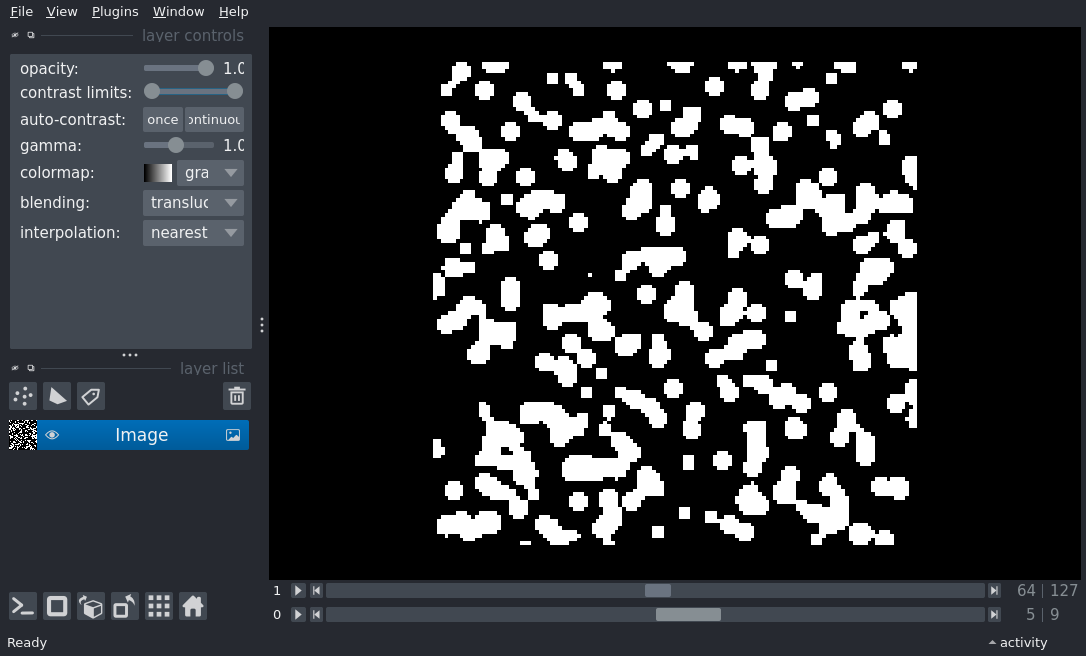 File View Plugins Window Help
layer controls
opacity: 1.0
contrast limits:
auto-contrast: once ontinuou
gamma: 1.0
colormap: gra
blending: transluc
interpolation: nearest
layer list
Image
1 64 | 127
0 5 | 9
Ready activity